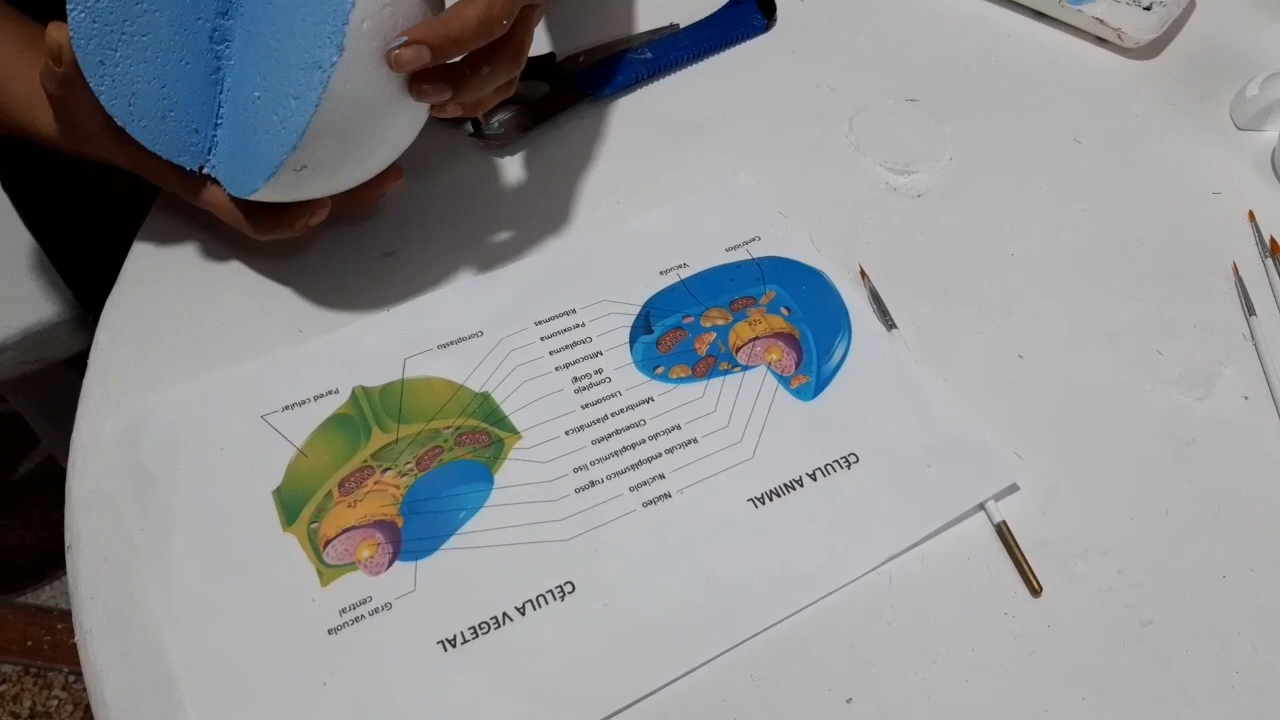 CÉLULA ANIMAL
CÉLULA VEGETAL
Núcleo
Nucleolo
Retículo endoplásmico rugoso
Retículo endoplásmico liso
Citoesqueleto
Membrana plasmática
Lisosomas
Complejo
de Golgi
Mitocondria
Citoplasma
Peroxisoma
Ribosomas
Vacuola
Centriolos
Gran vacuola
central
Pared celular
Cloroplasto